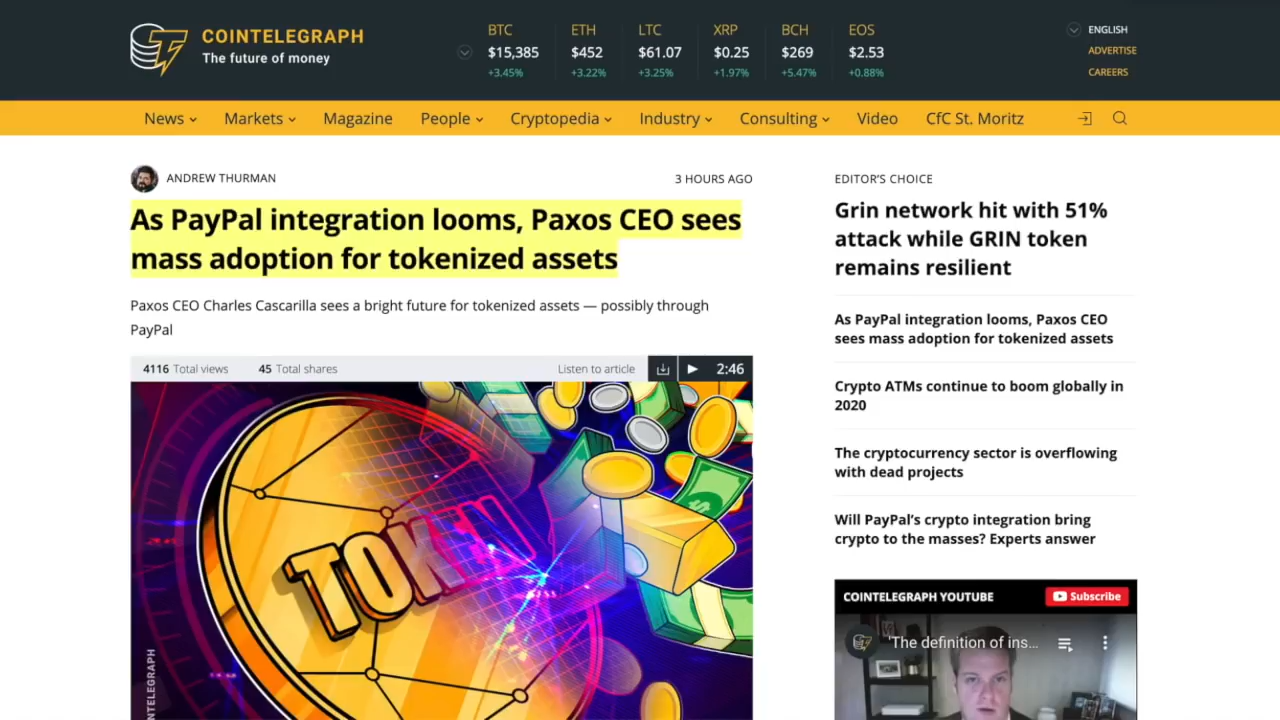 COINTELEGRAPH
The future of money
BTC
$15,385
+3.45%
ETH
$452
+3.22%
LTC
$61.07
+3.25%
XRP
$0.25
+1.97%
BCH
$269
+5.47%
EOS
$2.53
+0.88%
ENGLISH
ADVERTISE
CAREERS
News Markets Magazine People Cryptopedia Industry Consulting Video CfC St. Moritz
ANDREW THURMAN
3 HOURS AGO
As PayPal integration looms, Paxos CEO sees
mass adoption for tokenized assets
Paxos CEO Charles Cascarilla sees a bright future for tokenized assets — possibly through
PayPal
4116 Total views 45 Total shares Listen to article 2:46
TOKEN
EDITOR'S CHOICE
Grin network hit with 51%
attack while GRIN token
remains resilient
As PayPal integration looms, Paxos CEO
sees mass adoption for tokenized assets
Crypto ATMs continue to boom globally in
2020
The cryptocurrency sector is overflowing
with dead projects
Will PayPal’s crypto integration bring
crypto to the masses? Experts answer
COINTELEGRAPH YOUTUBE
Subscribe
'The definition of ins...